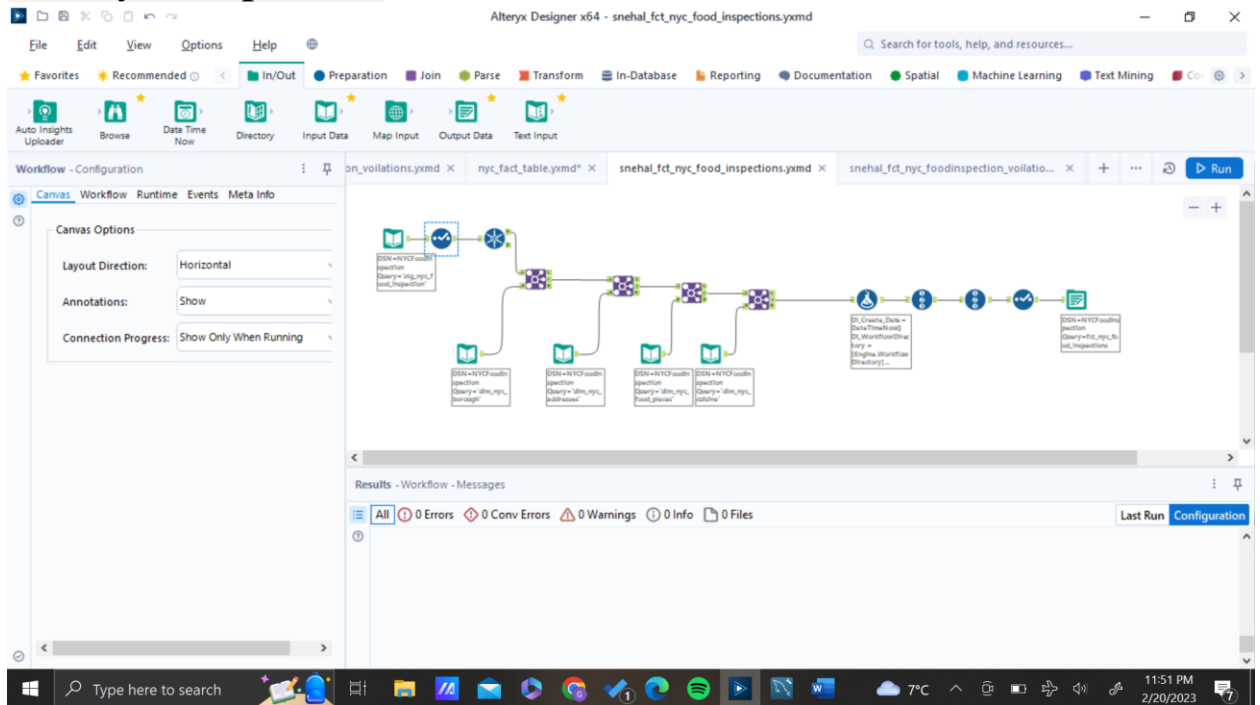 Alteryx Designer x64 - snehal_fct_nyc_food_inspections.yxmd
File Edit View Options Help
Search for tools, help, and resources...
Favorites Recommended In/Out Preparation Join Parse Transform In-Database Reporting Documentation Spatial Machine Learning Text Mining Co
Auto Insights Uploader Browse Date Time Now Directory Input Data Map Input Output Data Text Input
Workflow - Configuration
on_voilations.yxmd nyc_fact_table.yxmd* snehal_fct_nyc_food_inspections.yxmd snehal_fct_nyc_foodinspection_voilatio... Run
Canvas Workflow Runtime Events Meta Info
Canvas Options
Layout Direction: Horizontal
Annotations: Show
Connection Progress: Show Only When Running
DSN=NYCFoodIn
spection
Query=`stg_nyc_f
ood_inspection`
DSN=NYCFoodIn
spection
Query=`dim_nyc_
borough`
DSN=NYCFoodIn
spection
Query=`dim_nyc_
addresses`
DSN=NYCFoodIn
spection
Query=`dim_nyc_
food_places`
DSN=NYCFoodIn
spection
Query=`dim_nyc_
cuisine`
DI_Create_Date =
DateTimeNow()
DI_WorkflowDirec
tory =
[Engine.Workflow
Directory]...
DSN=NYCFoodIns
pection
Query=fct_nyc_fo
od_inspections
Results - Workflow - Messages
All 0 Errors 0 Conv Errors 0 Warnings 0 Info 0 Files
Last Run Configuration
Type here to search
7°C
11:51 PM
2/20/2023